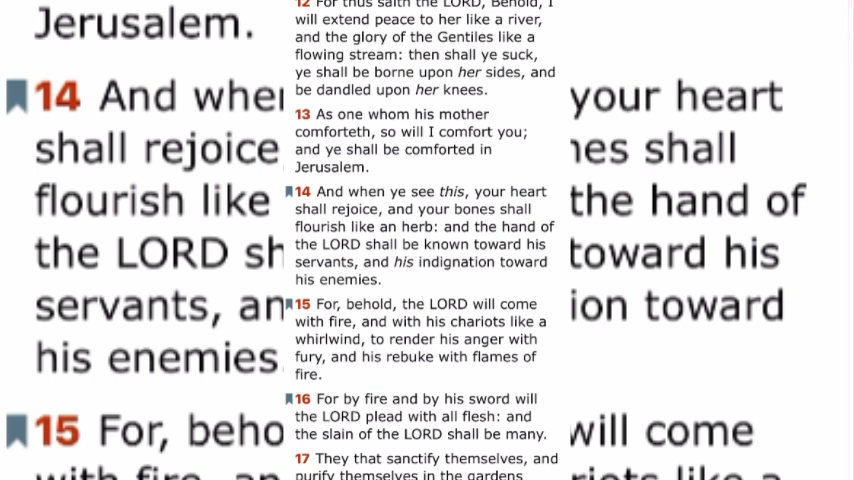 12 For thus saith the LORD, Behold, I
will extend peace to her like a river,
and the glory of the Gentiles like a
flowing stream: then shall ye suck,
ye shall be borne upon her sides, and
be dandled upon her knees.
13 As one whom his mother
comforteth, so will I comfort you;
and ye shall be comforted in
Jerusalem.
14 And when ye see this, your heart
shall rejoice, and your bones shall
flourish like an herb: and the hand of
the LORD shall be known toward his
servants, and his indignation toward
his enemies.
15 For, behold, the LORD will come
with fire, and with his chariots like a
whirlwind, to render his anger with
fury, and his rebuke with flames of
fire.
16 For by fire and by his sword will
the LORD plead with all flesh: and
the slain of the LORD shall be many.
17 They that sanctify themselves, and
purify themselves in the gardens
Jerusalem.
14 And when your heart
shall rejoice nes shall
flourish like the hand of
the LORD sh toward his
servants, an ion toward
his enemies.
15 For, beho will come